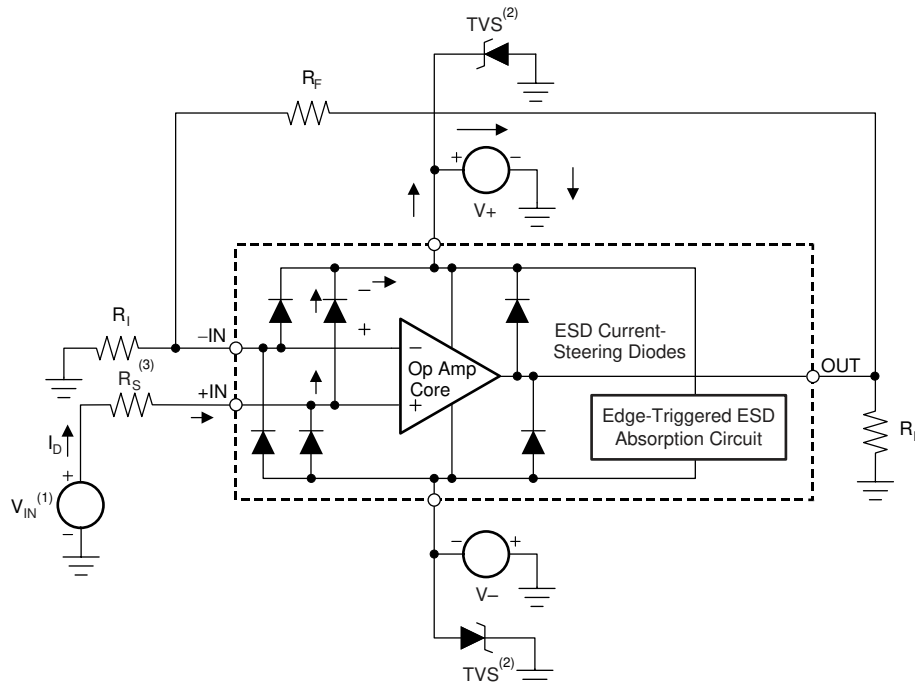 TVS(2)
RF
+ −
V+
RI
−IN
−
+
−
+
Op Amp
Core
ESD Current-
Steering Diodes
OUT
RS(3)
+IN
Edge-Triggered ESD
Absorption Circuit
ID
+
VIN(1)
−
− +
V−
TVS(2)